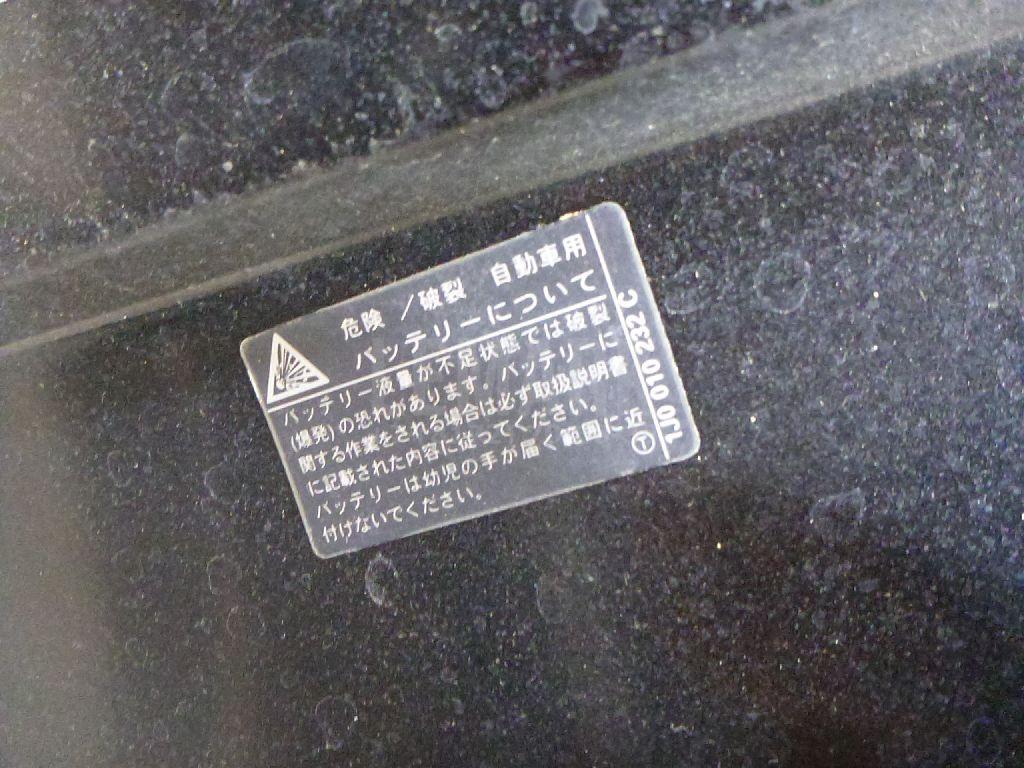 危険／破裂 自動車用
バッテリーについて
バッテリー液量が不足状態では破裂
(爆発)の恐れがあります。バッテリーに
関する作業をされる場合は必ず取扱説明書
に記載された内容に従ってください。
バッテリーは幼児の手が届く範囲に近
付けないでください。
T
1J0 010 232 C